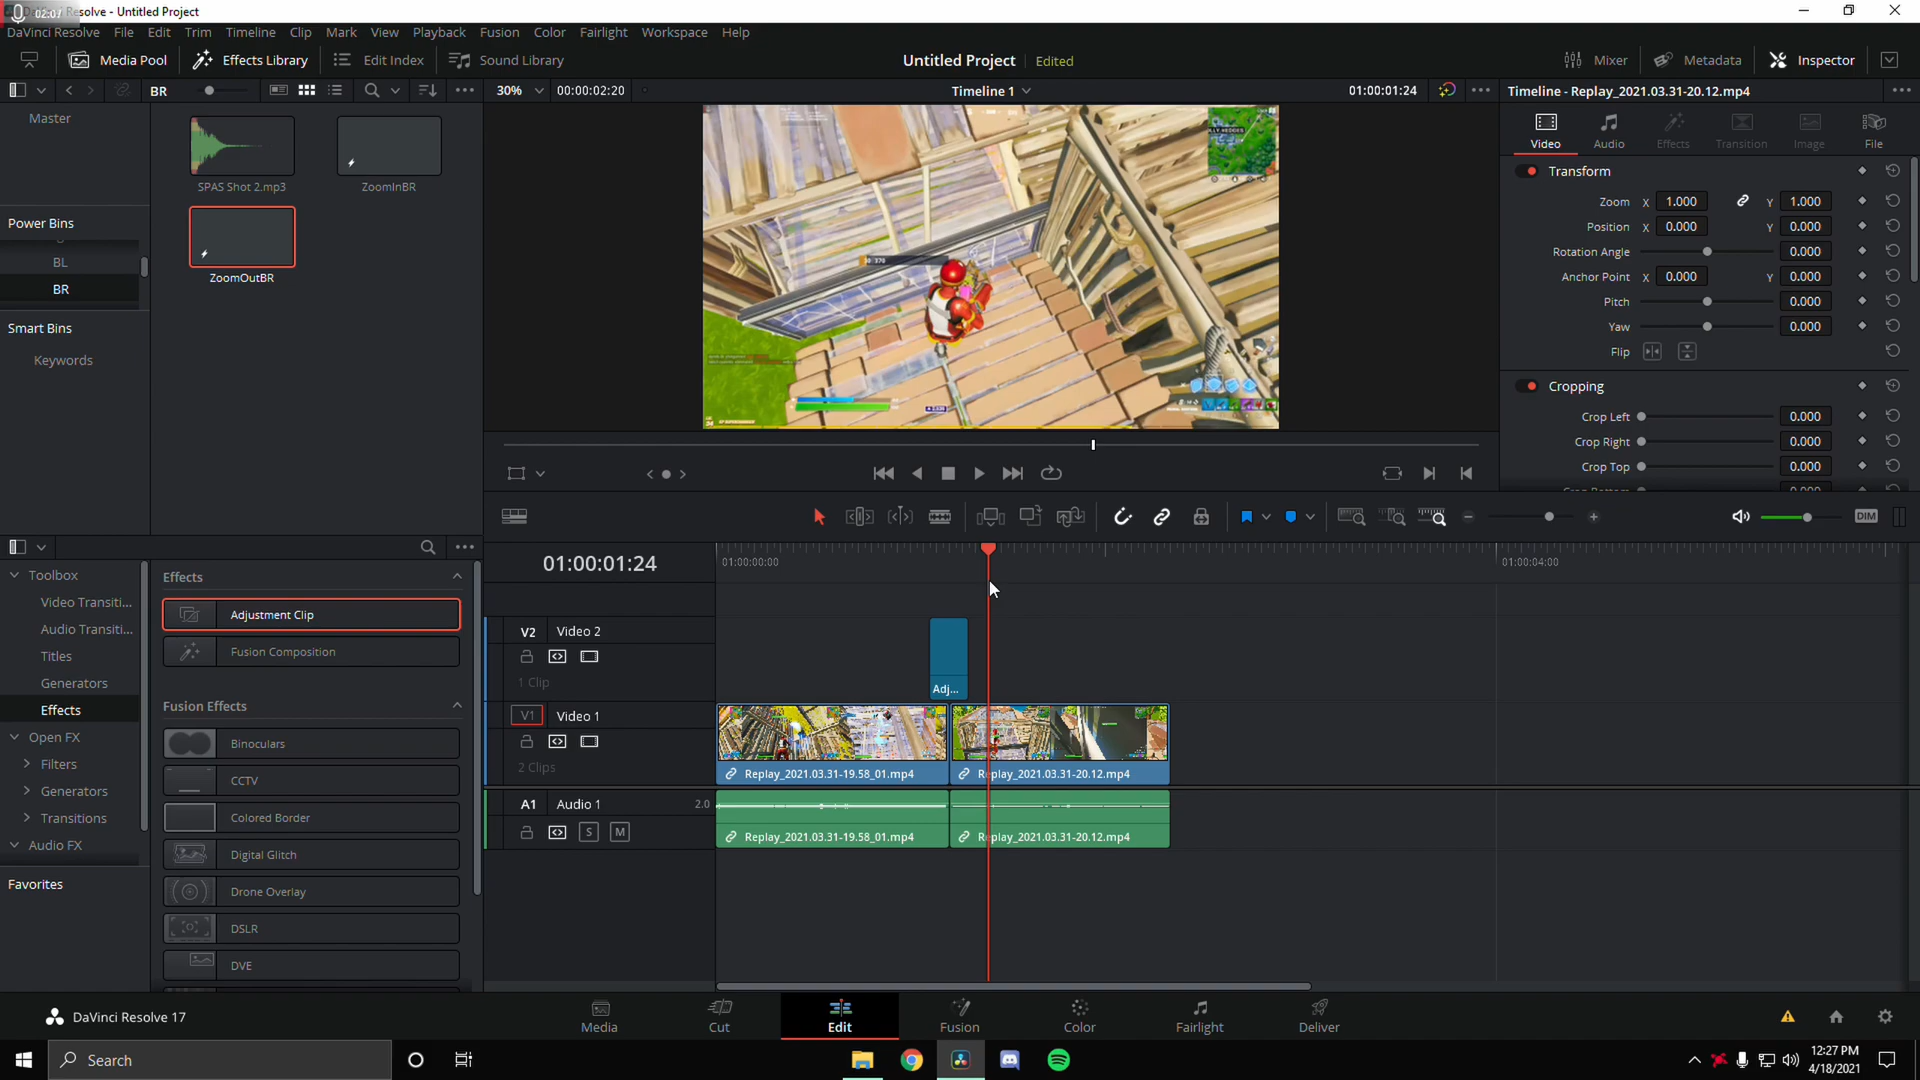 02:07
esolve - Untitled Project
DaVinci Resolve File Edit Trim Timeline Clip Mark View Playback Fusion Color Fairlight Workspace Help
Media Pool Effects Library Edit Index Sound Library Untitled Project Edited Mixer Metadata Inspector
BR 30% 00:00:02:20 Timeline 1 01:00:01:24 Timeline - Replay_2021.03.31-20.12.mp4
Master
SPAS Shot 2.mp3 ZoomInBR
ZoomOutBR
Power Bins
BL
BR
Smart Bins
Keywords
Video Audio Effects Transition Image File
Transform
Zoom X 1.000 Y 1.000
Position X 0.000 Y 0.000
Rotation Angle 0.000
Anchor Point X 0.000 Y 0.000
Pitch 0.000
Yaw 0.000
Flip
Cropping
Crop Left 0.000
Crop Right 0.000
Crop Top 0.000
DIM
Toolbox
Video Transiti...
Audio Transiti...
Titles
Generators
Effects
Open FX
Filters
Generators
Transitions
Audio FX
Favorites
Effects
Adjustment Clip
Fusion Composition
Fusion Effects
Binoculars
CCTV
Colored Border
Digital Glitch
Drone Overlay
DSLR
DVE
01:00:01:24 01:00:00:00 01:00:04:00
V2 Video 2
1 Clip
Adj...
V1 Video 1
2 Clips
Replay_2021.03.31-19.58_01.mp4 Replay_2021.03.31-20.12.mp4
A1 Audio 1 2.0
S M
Replay_2021.03.31-19.58_01.mp4 Replay_2021.03.31-20.12.mp4
DaVinci Resolve 17
Media Cut Edit Fusion Color Fairlight Deliver
Search
12:27 PM
4/18/2021